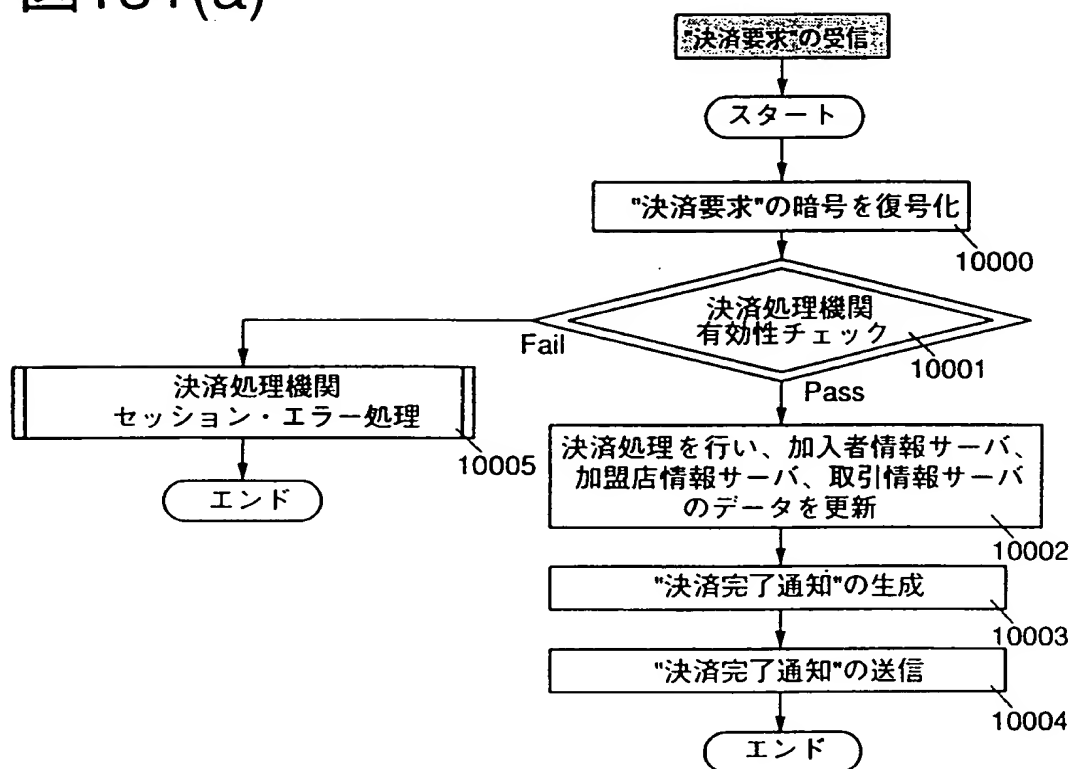 "決済要求"の受信
スタート
"決済要求"の暗号を復号化
10000
決済処理機関
有効性チェック
10001
Fail
Pass
決済処理機関
セッション・エラー処理
10005
エンド
決済処理を行い、加入者情報サーバ、
加盟店情報サーバ、取引情報サーバ
のデータを更新
10002
"決済完了通知"の生成
10003
"決済完了通知"の送信
10004
エンド